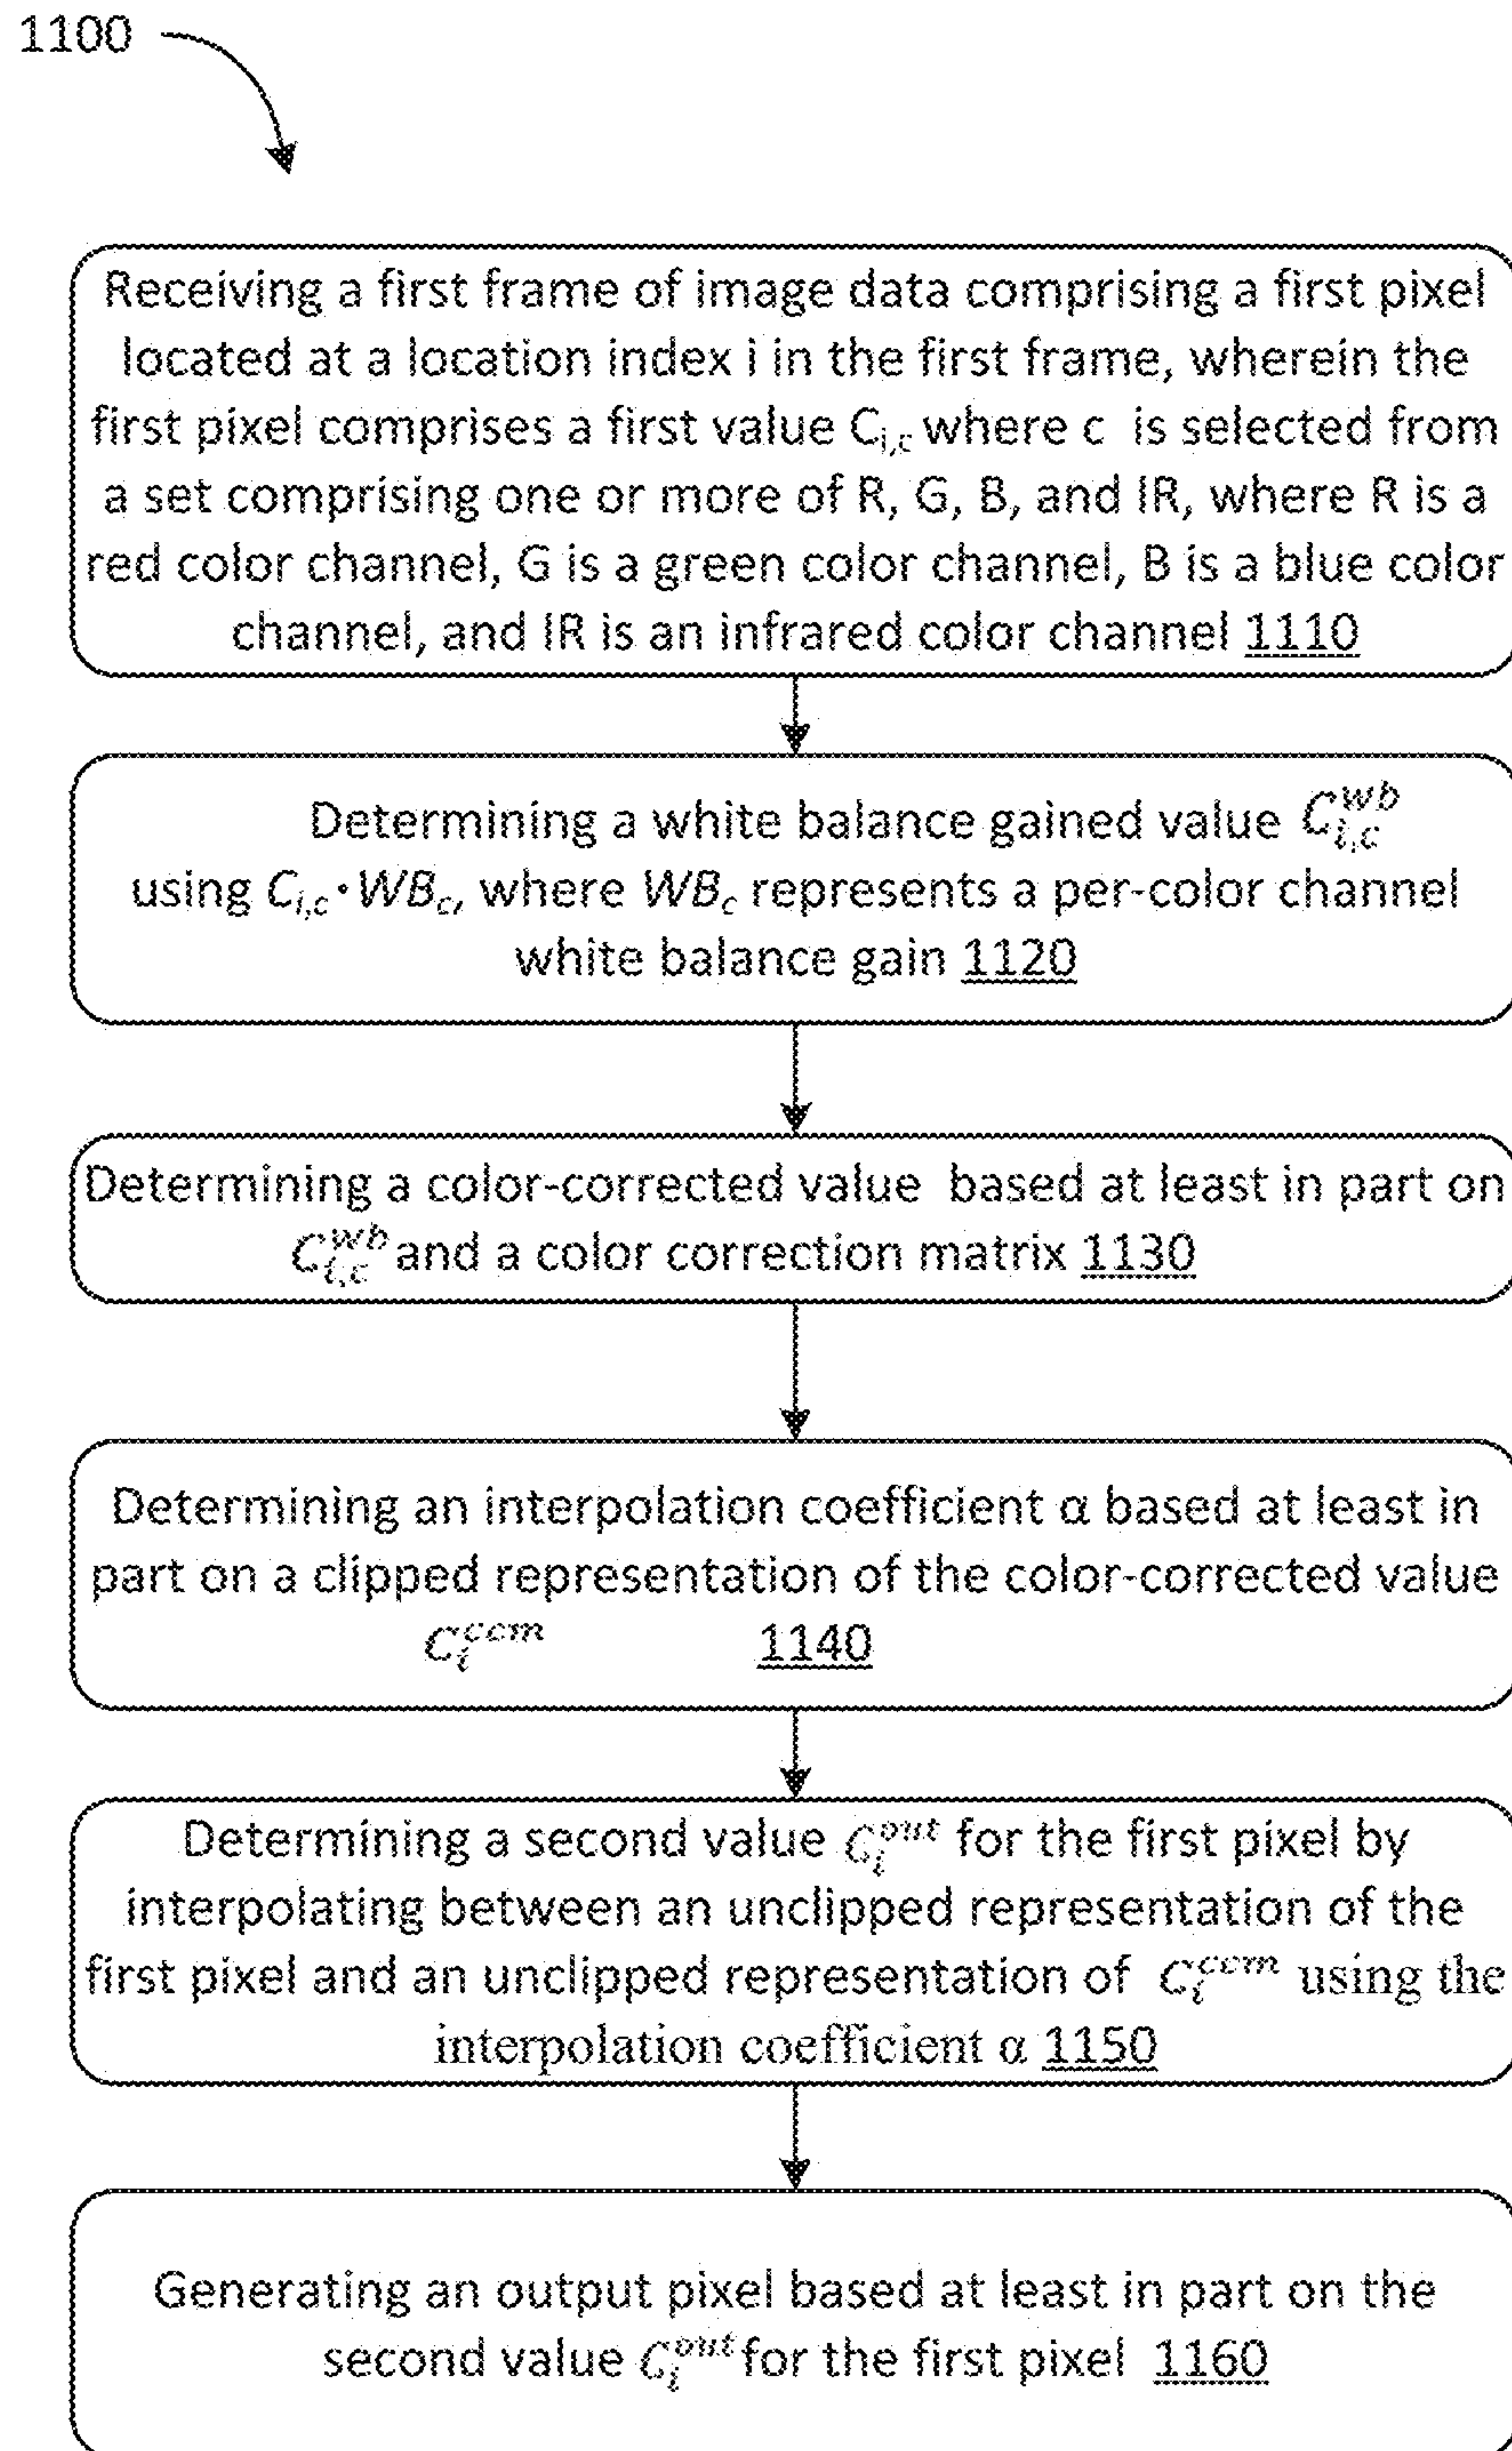 1100
Receiving a first frame of image data comprising a first pixel
located at a location index i in the first frame, wherein the
first pixel comprises a first value C_{i,c} where c is selected from
a set comprising one or more of R, G, B, and IR, where R is a
red color channel, G is a green color channel, B is a blue color
channel, and IR is an infrared color channel 1110
Determining a white balance gained value C_{i,c}^{wb}
using C_{i,c}·WB_c, where WB_c represents a per-color channel
white balance gain 1120
Determining a color-corrected value based at least in part on
C_{i,c}^{wb} and a color correction matrix 1130
Determining an interpolation coefficient α based at least in
part on a clipped representation of the color-corrected value
C_i^{ccm} 1140
Determining a second value C_i^{out} for the first pixel by
interpolating between an unclipped representation of the
first pixel and an unclipped representation of C_i^{ccm} using the
interpolation coefficient α 1150
Generating an output pixel based at least in part on the
second value C_i^{out} for the first pixel 1160